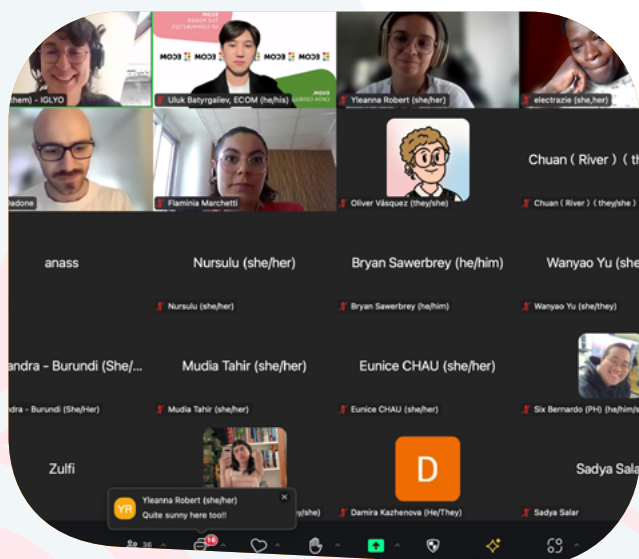 them) - IGLYO
ECOM
Uluk Batyrgaliev, ECOM (he/his)
Yleanna Robert (she/her)
electrazie (she,her)
Dadone
Flaminia Marchetti
Oliver Vásquez (they/she)
Chuan ( River ) ( th
Chuan ( River ) ( they/she )
anass
Nursulu (she/her)
Nursulu (she/her)
Bryan Sawerbrey (he/him)
Bryan Sawerbrey (he/him)
Wanyao Yu (she
Wanyao Yu (she/they)
andra - Burundi (She/...
andra - Burundi (She/Her)
Mudia Tahir (she/her)
Mudia Tahir (she/her)
Eunice CHAU (she/her)
Eunice CHAU (she/her)
Six Bernardo (PH) (he/him/s
Zulfi
YR
Yleanna Robert (she/her)
Quite sunny here too!!
y/she)
D
Damira Kazhenova (He/They)
Sadya Sala
Sadya Salar
36
16